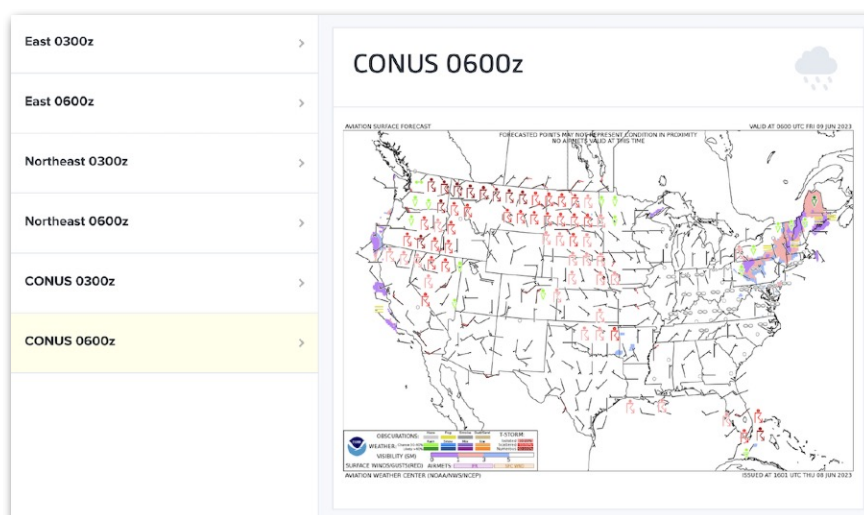 East 0300z
East 0600z
Northeast 0300z
Northeast 0600z
CONUS 0300z
CONUS 0600z
CONUS 0600z
AVIATION SURFACE FORECAST
VALID AT 0600 UTC FRI 09 JUN 2023
FORECASTED POINTS MAY NOT REPRESENT CONDITION IN PROXIMITY
NO AIRMETS VALID AT THIS TIME
OBSCURATIONS:
T-STORM:
WEATHER:
VISIBILITY (SM)
SURFACE WINDS/GUSTS(RED)
AIRMETS
AVIATION WEATHER CENTER (NOAA/NWS/NCEP)
ISSUED AT 1601 UTC THU 08 JUN 2023